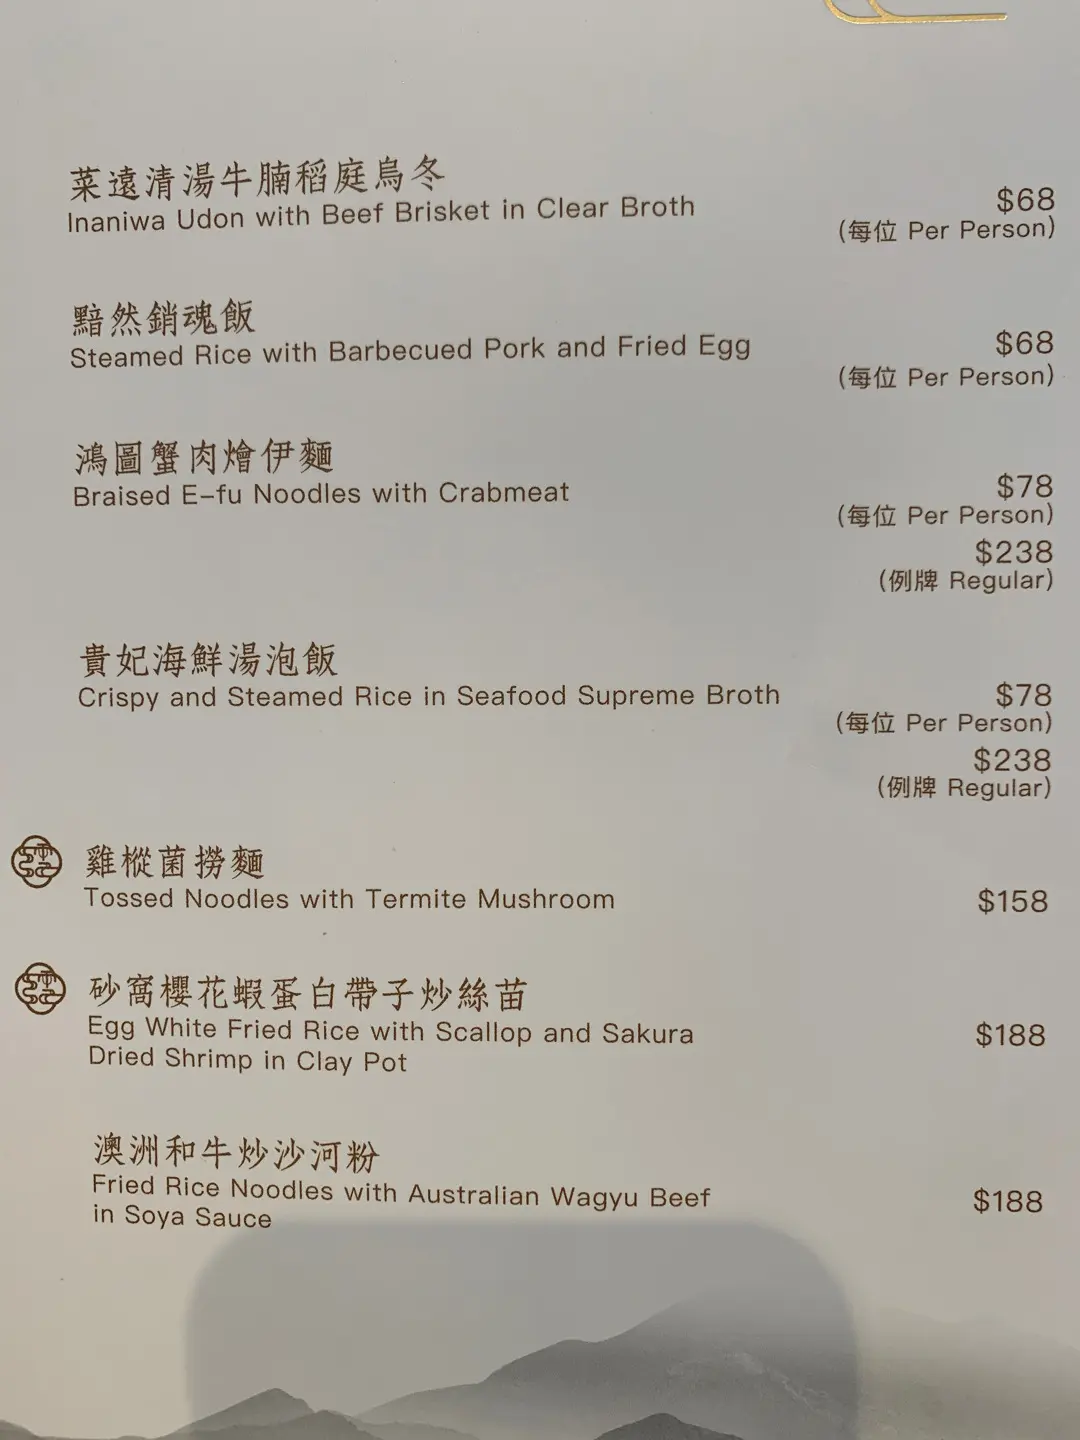 菜遠清湯牛腩稻庭烏冬
Inaniwa Udon with Beef Brisket in Clear Broth
$68
(每位 Per Person)
黯然銷魂飯
Steamed Rice with Barbecued Pork and Fried Egg
$68
(每位 Per Person)
鴻圖蟹肉燴伊麵
Braised E-fu Noodles with Crabmeat
$78
(每位 Per Person)
$238
(例牌 Regular)
貴妃海鮮湯泡飯
Crispy and Steamed Rice in Seafood Supreme Broth
$78
(每位 Per Person)
$238
(例牌 Regular)
雞樅菌撈麵
Tossed Noodles with Termite Mushroom
$158
砂窩櫻花蝦蛋白帶子炒絲苗
Egg White Fried Rice with Scallop and Sakura
Dried Shrimp in Clay Pot
$188
澳洲和牛炒沙河粉
Fried Rice Noodles with Australian Wagyu Beef
in Soya Sauce
$188